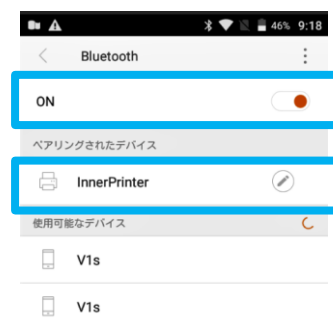 46% 9:18
Bluetooth
ON
ペアリングされたデバイス
InnerPrinter
使用可能なデバイス
V1s
V1s